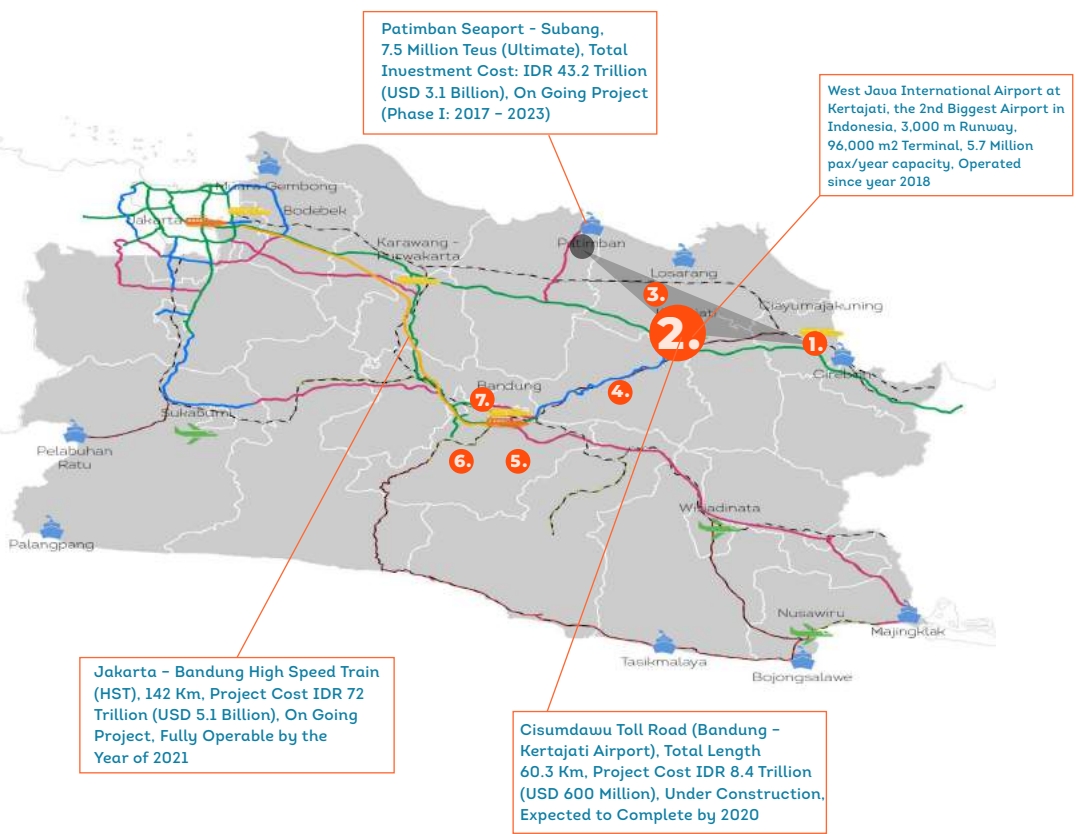 Patimban Seaport - Subang,
7.5 Million Teus (Ultimate), Total
Investment Cost: IDR 43.2 Trillion
(USD 3.1 Billion), On Going Project
(Phase I: 2017 – 2023)
West Java International Airport at
Kertajati, the 2nd Biggest Airport in
Indonesia, 3,000 m Runway,
96,000 m2 Terminal, 5.7 Million
pax/year capacity, Operated
since year 2018
Muara Gembong
Bodebek
Jakarta
Karawang -
Purwakarta
Patimban
Losarang
Ciayumajakuning
3.
2.
1.
Cirebon
Bandung
4.
7.
6.
5.
Sukabumi
Pelabuhan
Ratu
Palangpang
Wiriadinata
Nusawiru
Majingklak
Tasikmalaya
Bojongsalawe
Jakarta – Bandung High Speed Train
(HST), 142 Km, Project Cost IDR 72
Trillion (USD 5.1 Billion), On Going
Project, Fully Operable by the
Year of 2021
Cisumdawu Toll Road (Bandung –
Kertajati Airport), Total Length
60.3 Km, Project Cost IDR 8.4 Trillion
(USD 600 Million), Under Construction,
Expected to Complete by 2020